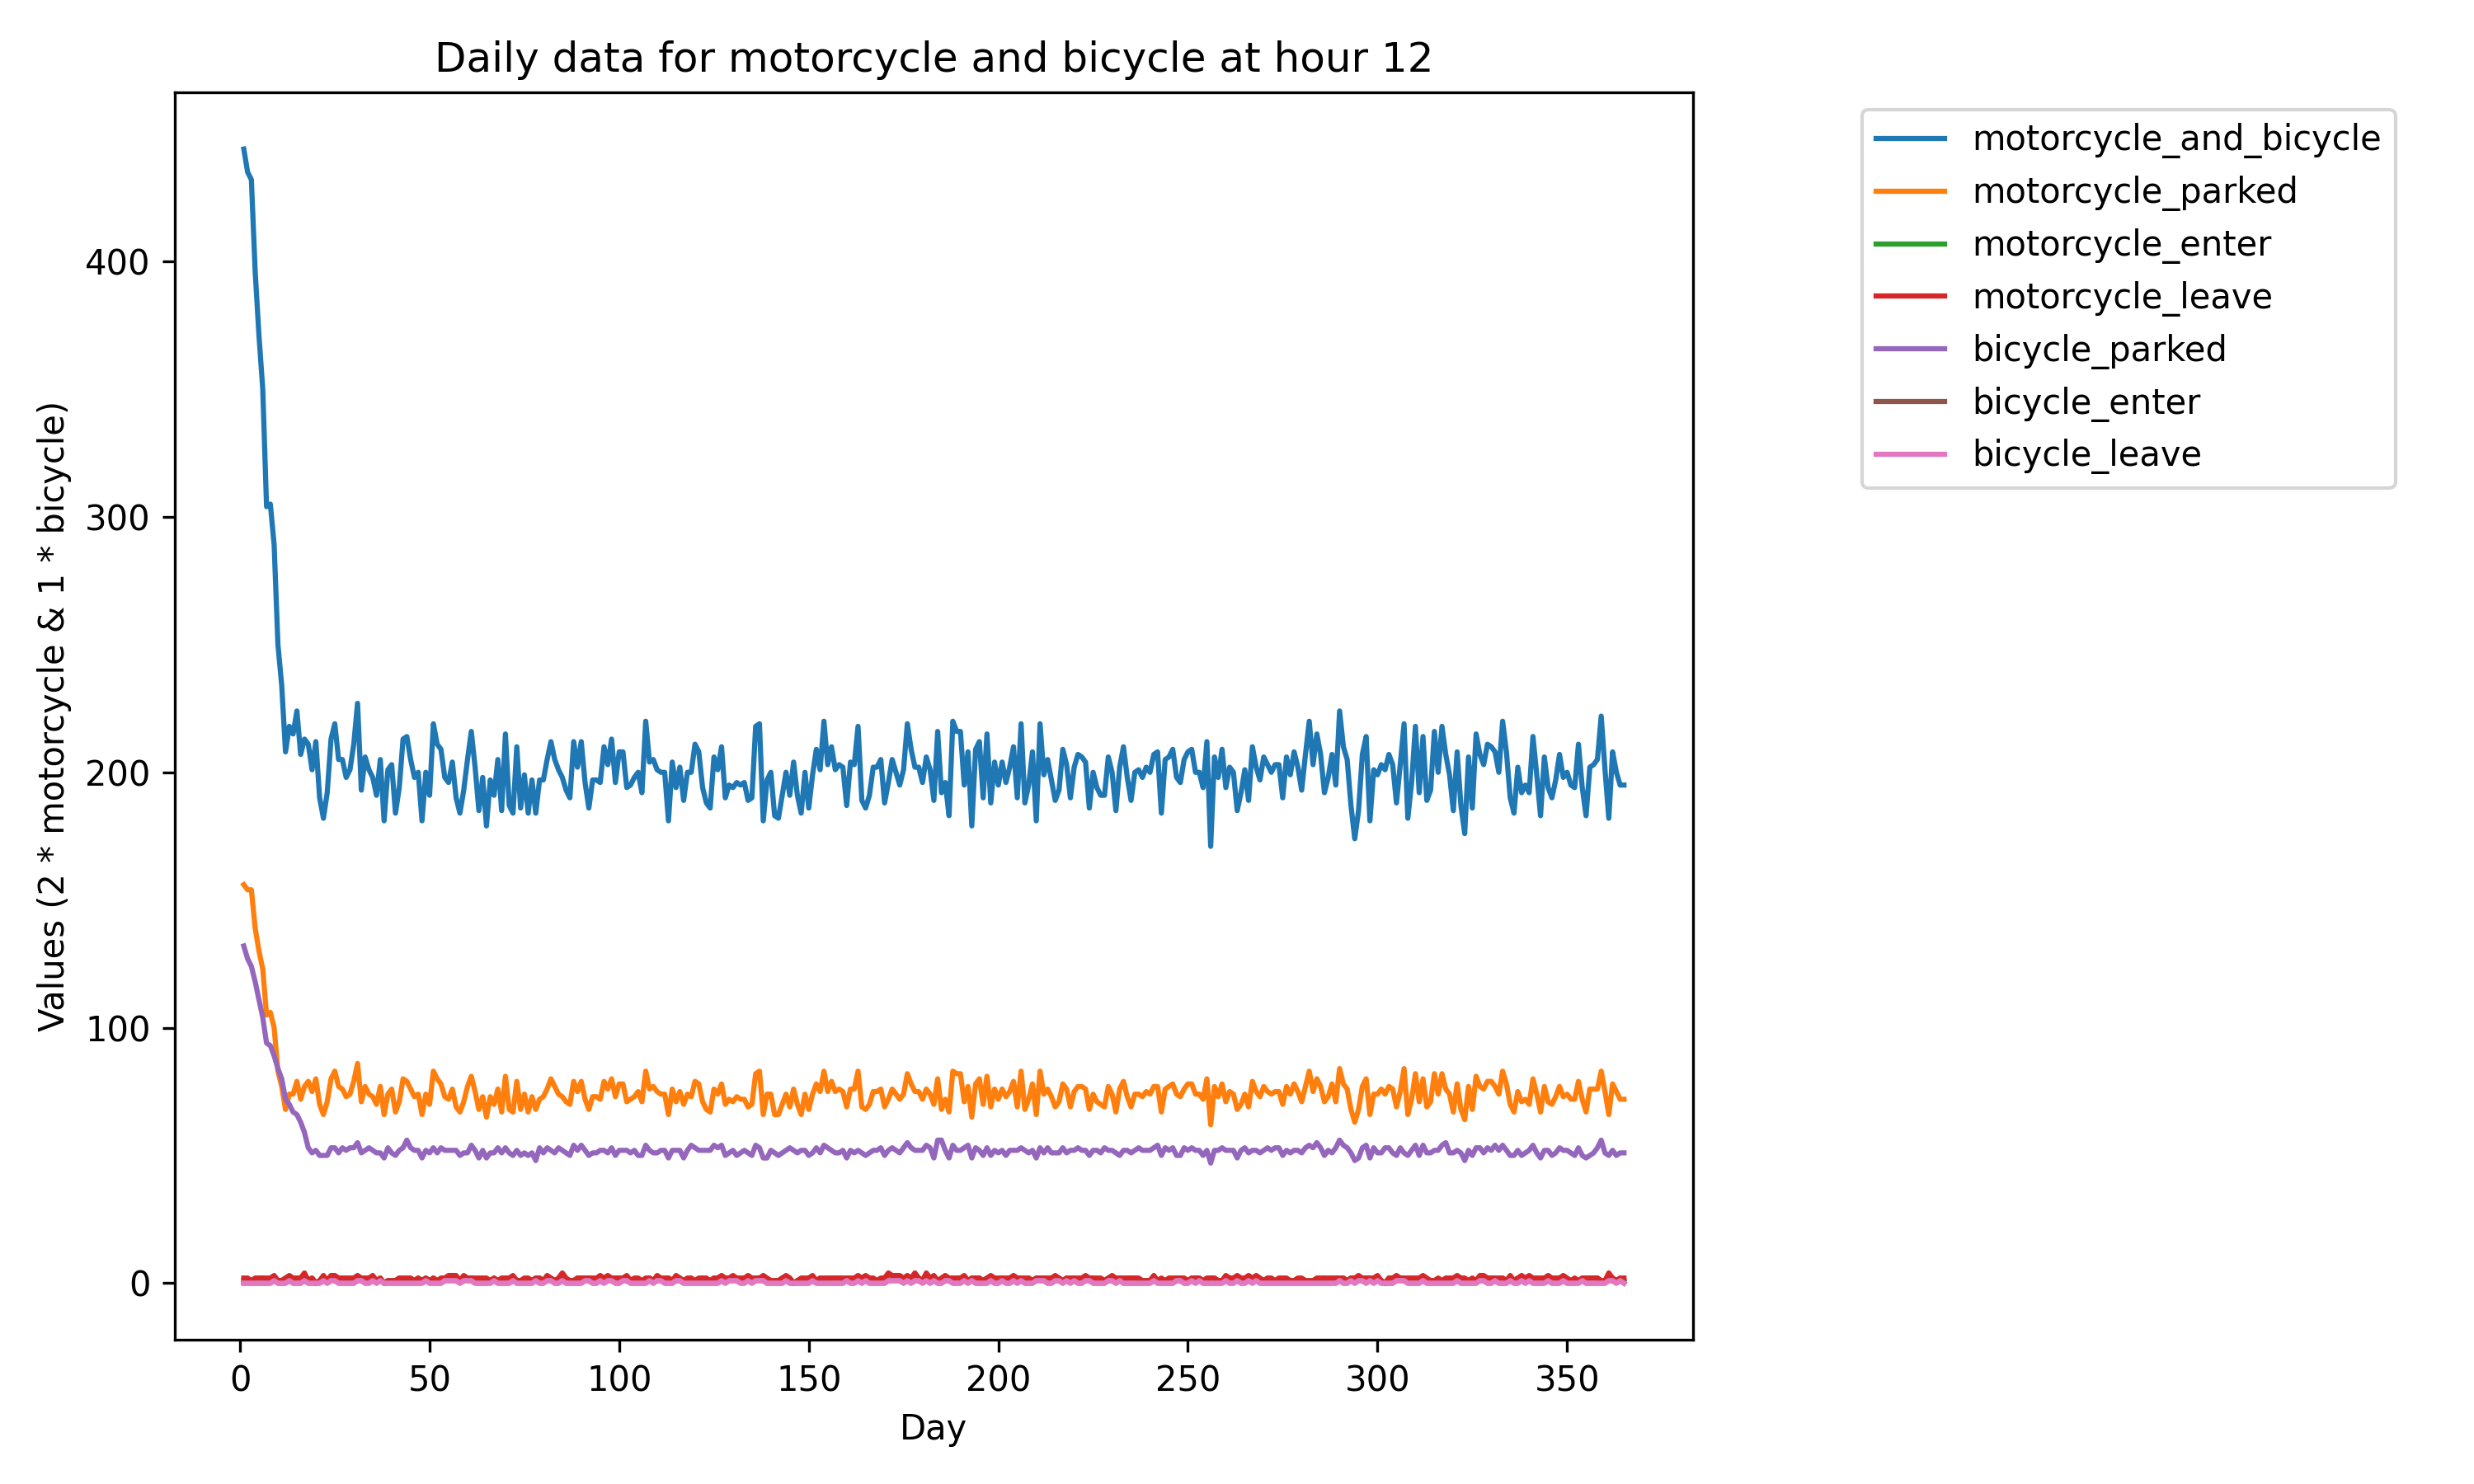 Daily data for motorcycle and bicycle at hour 12
motorcycle_and_bicycle
motorcycle_parked
motorcycle_enter
motorcycle_leave
bicycle_parked
bicycle_enter
bicycle_leave
Values (2 * motorcycle & 1 * bicycle)
400
300
200
100
0
0 50 100 150 200 250 300 350
Day